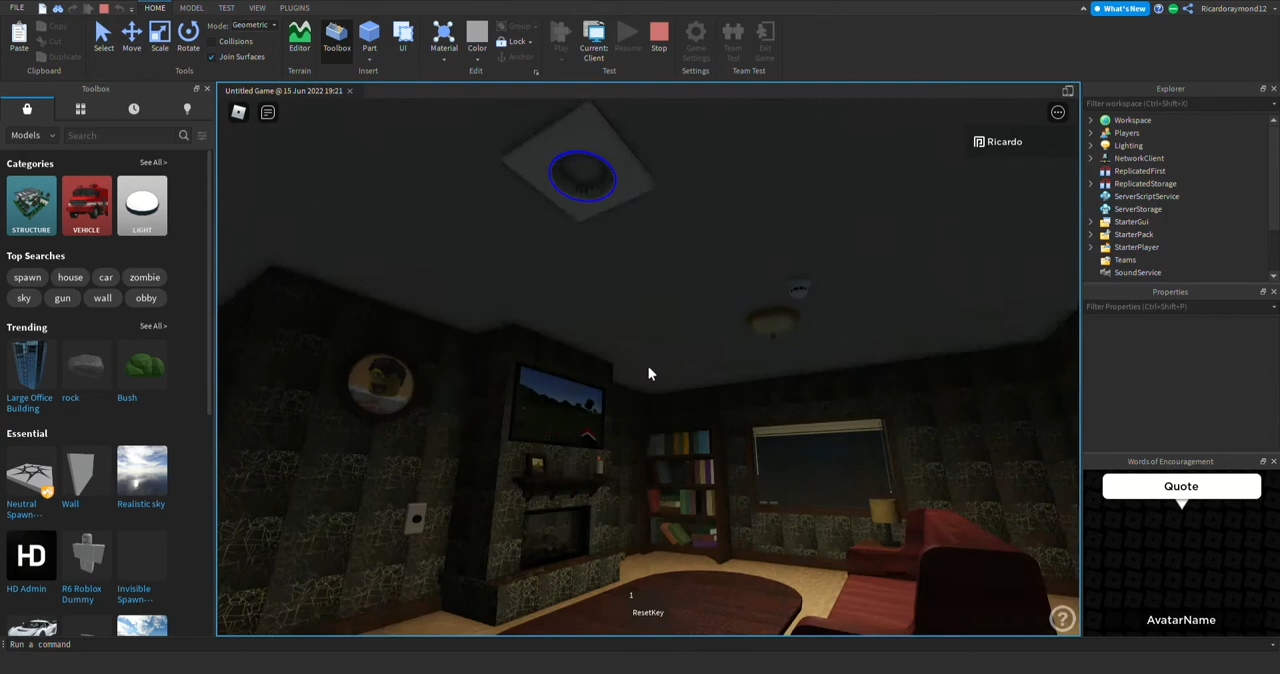 FILE HOME MODEL TEST VIEW PLUGINS What's New Ricardoraymond12
Paste Copy Cut Duplicate Select Move Scale Rotate Mode: Geometric Collisions Join Surfaces Editor Toolbox Part UI Material Color Group Lock Anchor Play Current: Client Resume Stop Game Settings Team Test Exit Game
Clipboard Tools Terrain Insert Edit Test Settings Team Test
Toolbox
Models Search
Categories See All >
STRUCTURE VEHICLE LIGHT
Top Searches
spawn house car zombie
sky gun wall obby
Trending See All >
Large Office Building rock Bush
Essential
Neutral Spawn... Wall Realistic sky
HD
HD Admin R6 Roblox Dummy Invisible Spawn...
Untitled Game @ 15 Jun 2022 19:21
Ricardo
1
ResetKey
?
Explorer
Filter workspace (Ctrl+Shift+X)
Workspace
Players
Lighting
NetworkClient
ReplicatedFirst
ReplicatedStorage
ServerScriptService
ServerStorage
StarterGui
StarterPack
StarterPlayer
Teams
SoundService
Properties
Filter Properties (Ctrl+Shift+P)
Words of Encouragement
Quote
AvatarName
Run a command